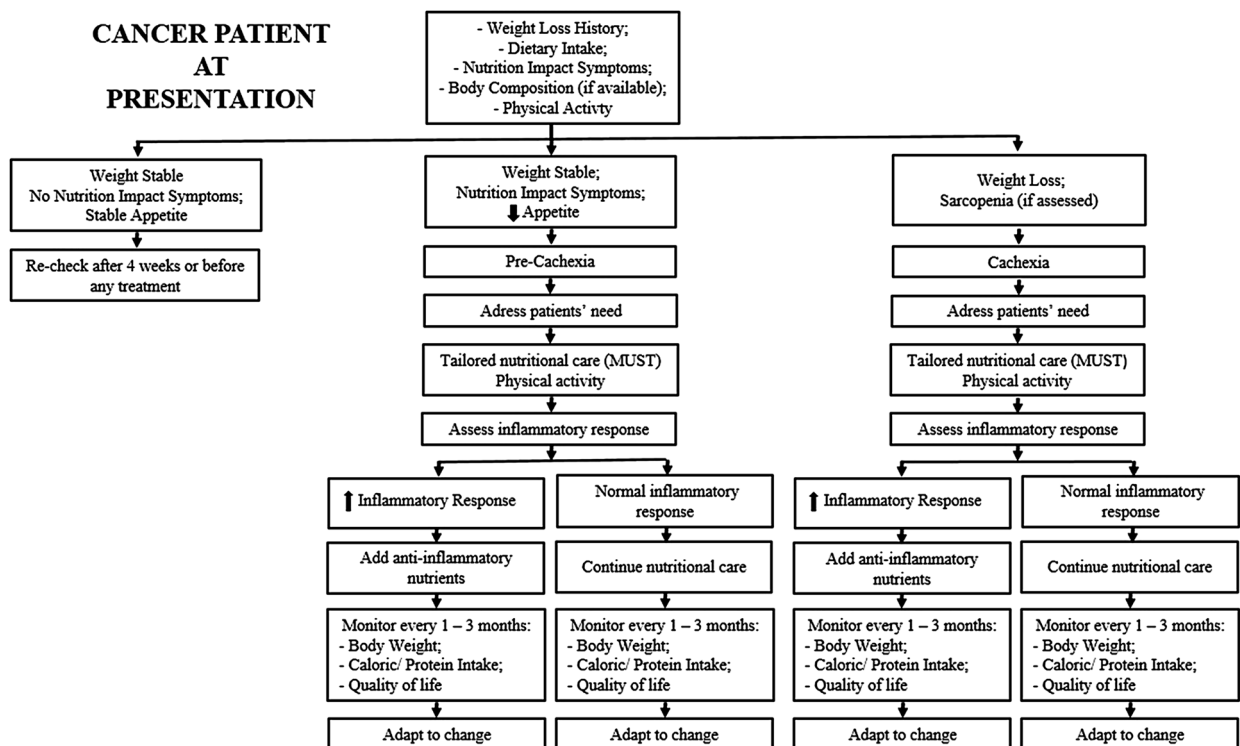 CANCER PATIENT
AT
PRESENTATION
- Weight Loss History;
- Dietary Intake;
- Nutrition Impact Symptoms;
- Body Composition (if available);
- Physical Activty
Weight Stable
No Nutrition Impact Symptoms;
Stable Appetite
Re-check after 4 weeks or before
any treatment
Weight Stable;
Nutrition Impact Symptoms;
Appetite
Pre-Cachexia
Adress patients’ need
Tailored nutritional care (MUST)
Physical activity
Assess inflammatory response
Inflammatory Response
Add anti-inflammatory
nutrients
Monitor every 1 – 3 months:
- Body Weight;
- Caloric/ Protein Intake;
- Quality of life
Adapt to change
Normal inflammatory
response
Continue nutritional care
Monitor every 1 – 3 months:
- Body Weight;
- Caloric/ Protein Intake;
- Quality of life
Adapt to change
Weight Loss;
Sarcopenia (if assessed)
Cachexia
Adress patients’ need
Tailored nutritional care (MUST)
Physical activity
Assess inflammatory response
Inflammatory Response
Add anti-inflammatory
nutrients
Monitor every 1 – 3 months:
- Body Weight;
- Caloric/ Protein Intake;
- Quality of life
Adapt to change
Normal inflammatory
response
Continue nutritional care
Monitor every 1 – 3 months:
- Body Weight;
- Caloric/ Protein Intake;
- Quality of life
Adapt to change